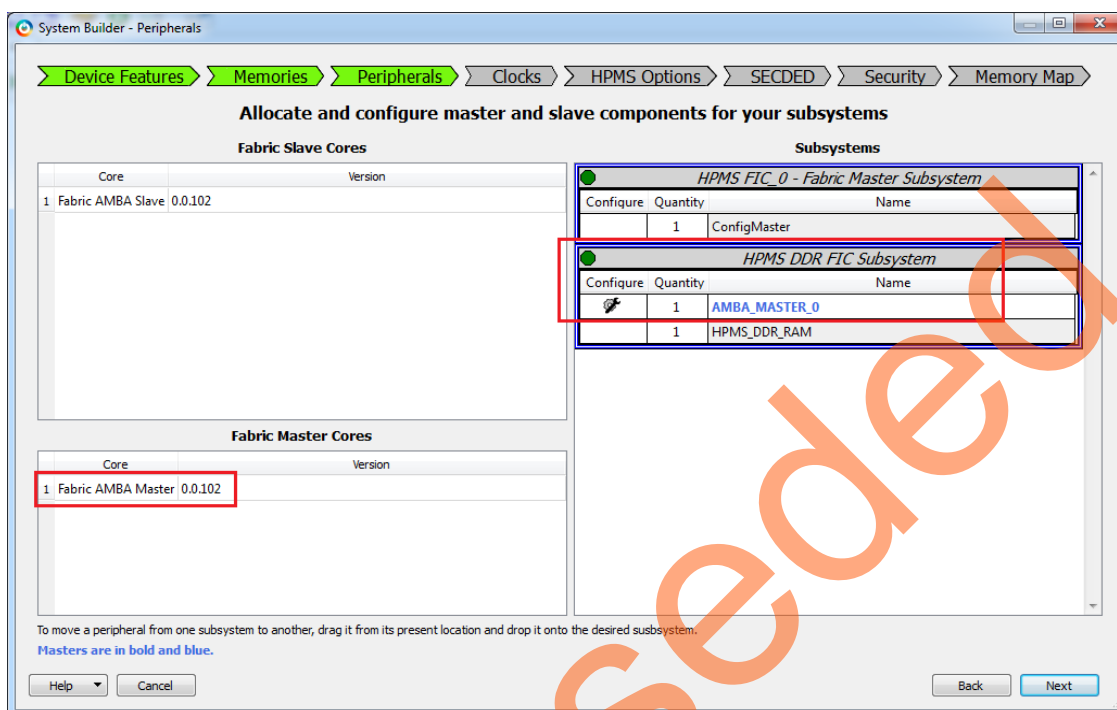 System Builder - Peripherals
Device Features Memories Peripherals Clocks HPMS Options SECDED Security Memory Map
Allocate and configure master and slave components for your subsystems
Fabric Slave Cores
Core Version
1 Fabric AMBA Slave 0.0.102
Fabric Master Cores
Core Version
1 Fabric AMBA Master 0.0.102
Subsystems
HPMS FIC_0 - Fabric Master Subsystem
Configure Quantity Name
1 ConfigMaster
HPMS DDR FIC Subsystem
Configure Quantity Name
1 AMBA_MASTER_0
1 HPMS_DDR_RAM
To move a peripheral from one subsystem to another, drag it from its present location and drop it onto the desired susbsystem.
Masters are in bold and blue.
Help Cancel Back Next
seded